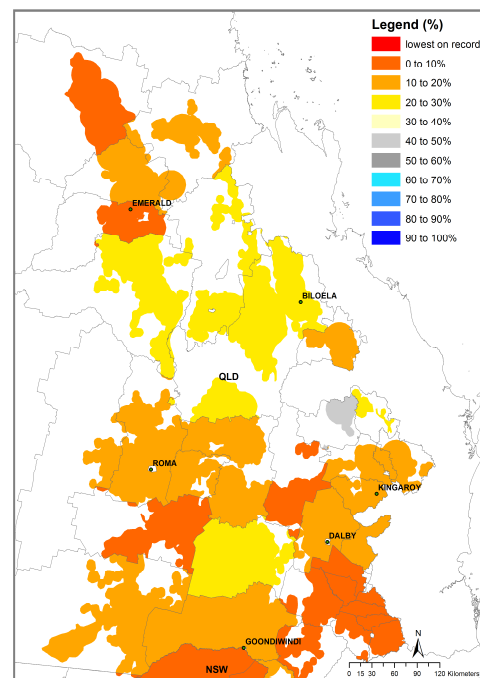 Legend (%)
lowest on record
0 to 10%
10 to 20%
20 to 30%
30 to 40%
40 to 50%
50 to 60%
60 to 70%
70 to 80%
80 to 90%
90 to 100%
EMERALD
BILOELA
QLD
ROMA
KINGAROY
DALBY
GOONDIWINDI
NSW
N
0 15 30 60 90 120 Kilometers